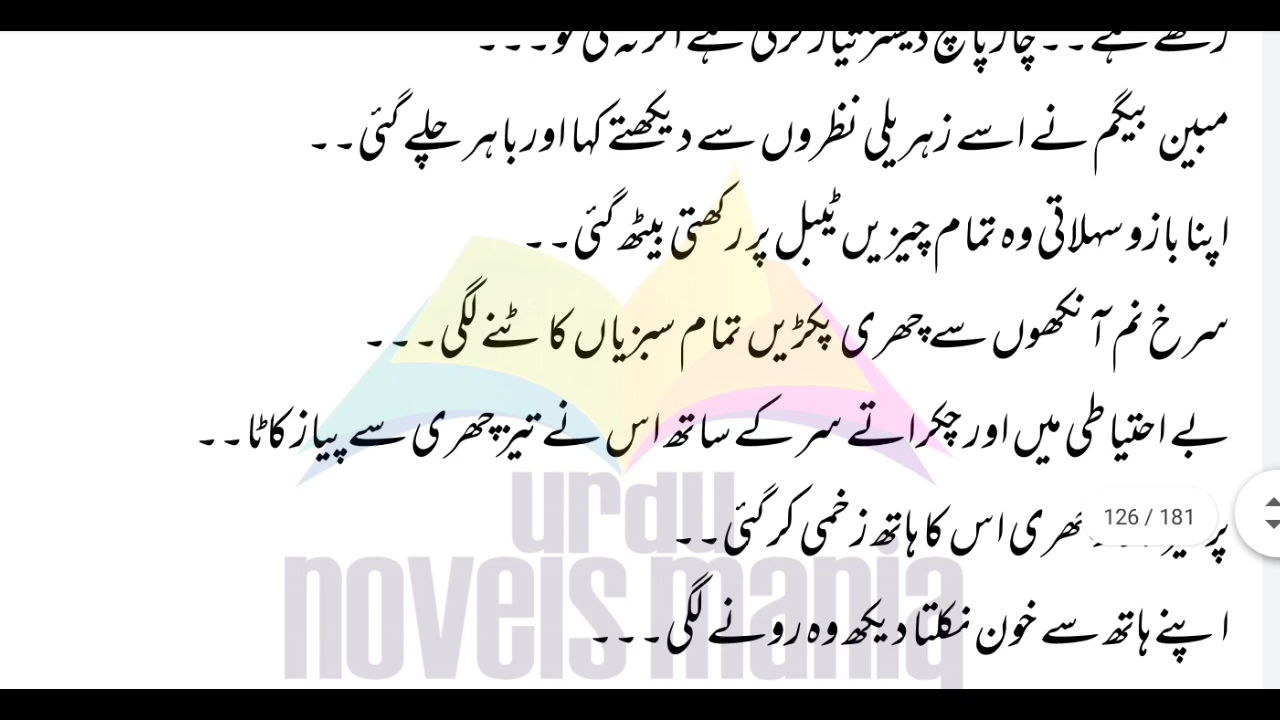 مبین بیگم نے اسے زہریلی نظروں سے دیکھتے کہا اور باہر چلے گئی۔۔
اپنا بازو سہلاتی وہ تمام چیزیں ٹیبل پر رکھتی بیٹھ گئی۔۔
سرخ نم آنکھوں سے چھری پکڑیں تمام سبزیاں کاٹنے لگی۔۔۔
بے احتیاطی میں اور چکراتے سر کے ساتھ اس نے تیز چھری سے پیاز کاٹا۔۔
پر اس کا ہاتھ زخمی کر گئی۔۔
126 / 181
اپنے ہاتھ سے خون نکلتا دیکھ وہ رونے لگی۔۔۔
urdu
novels mania